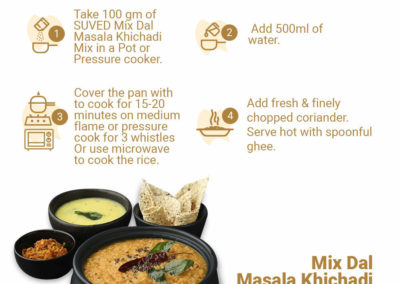 1
Take 100 gm of
SUVED Mix Dal
Masala Khichadi
Mix in a Pot or
Pressure cooker.
2
Add 500ml of
water.
3
Cover the pan with
to cook for 15-20
minutes on medium
flame or pressure
cook for 3 whistles
Or use microwave
to cook the rice.
4
Add fresh & finely
chopped coriander.
Serve hot with spoonful
ghee.
Mix Dal
Masala Khichadi